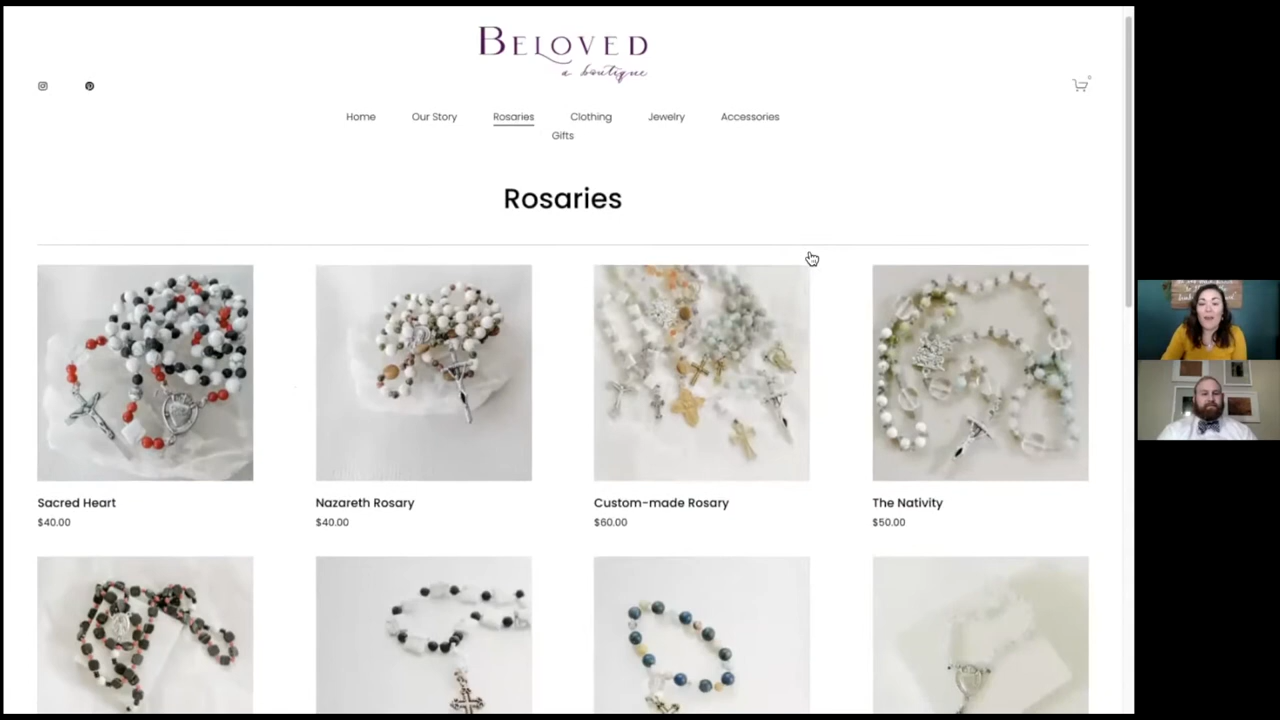 BELOVED
a boutique
0
Home Our Story Rosaries Clothing Jewelry Accessories
Gifts
Rosaries
Sacred Heart Nazareth Rosary Custom-made Rosary The Nativity
$40.00 $40.00 $60.00 $50.00